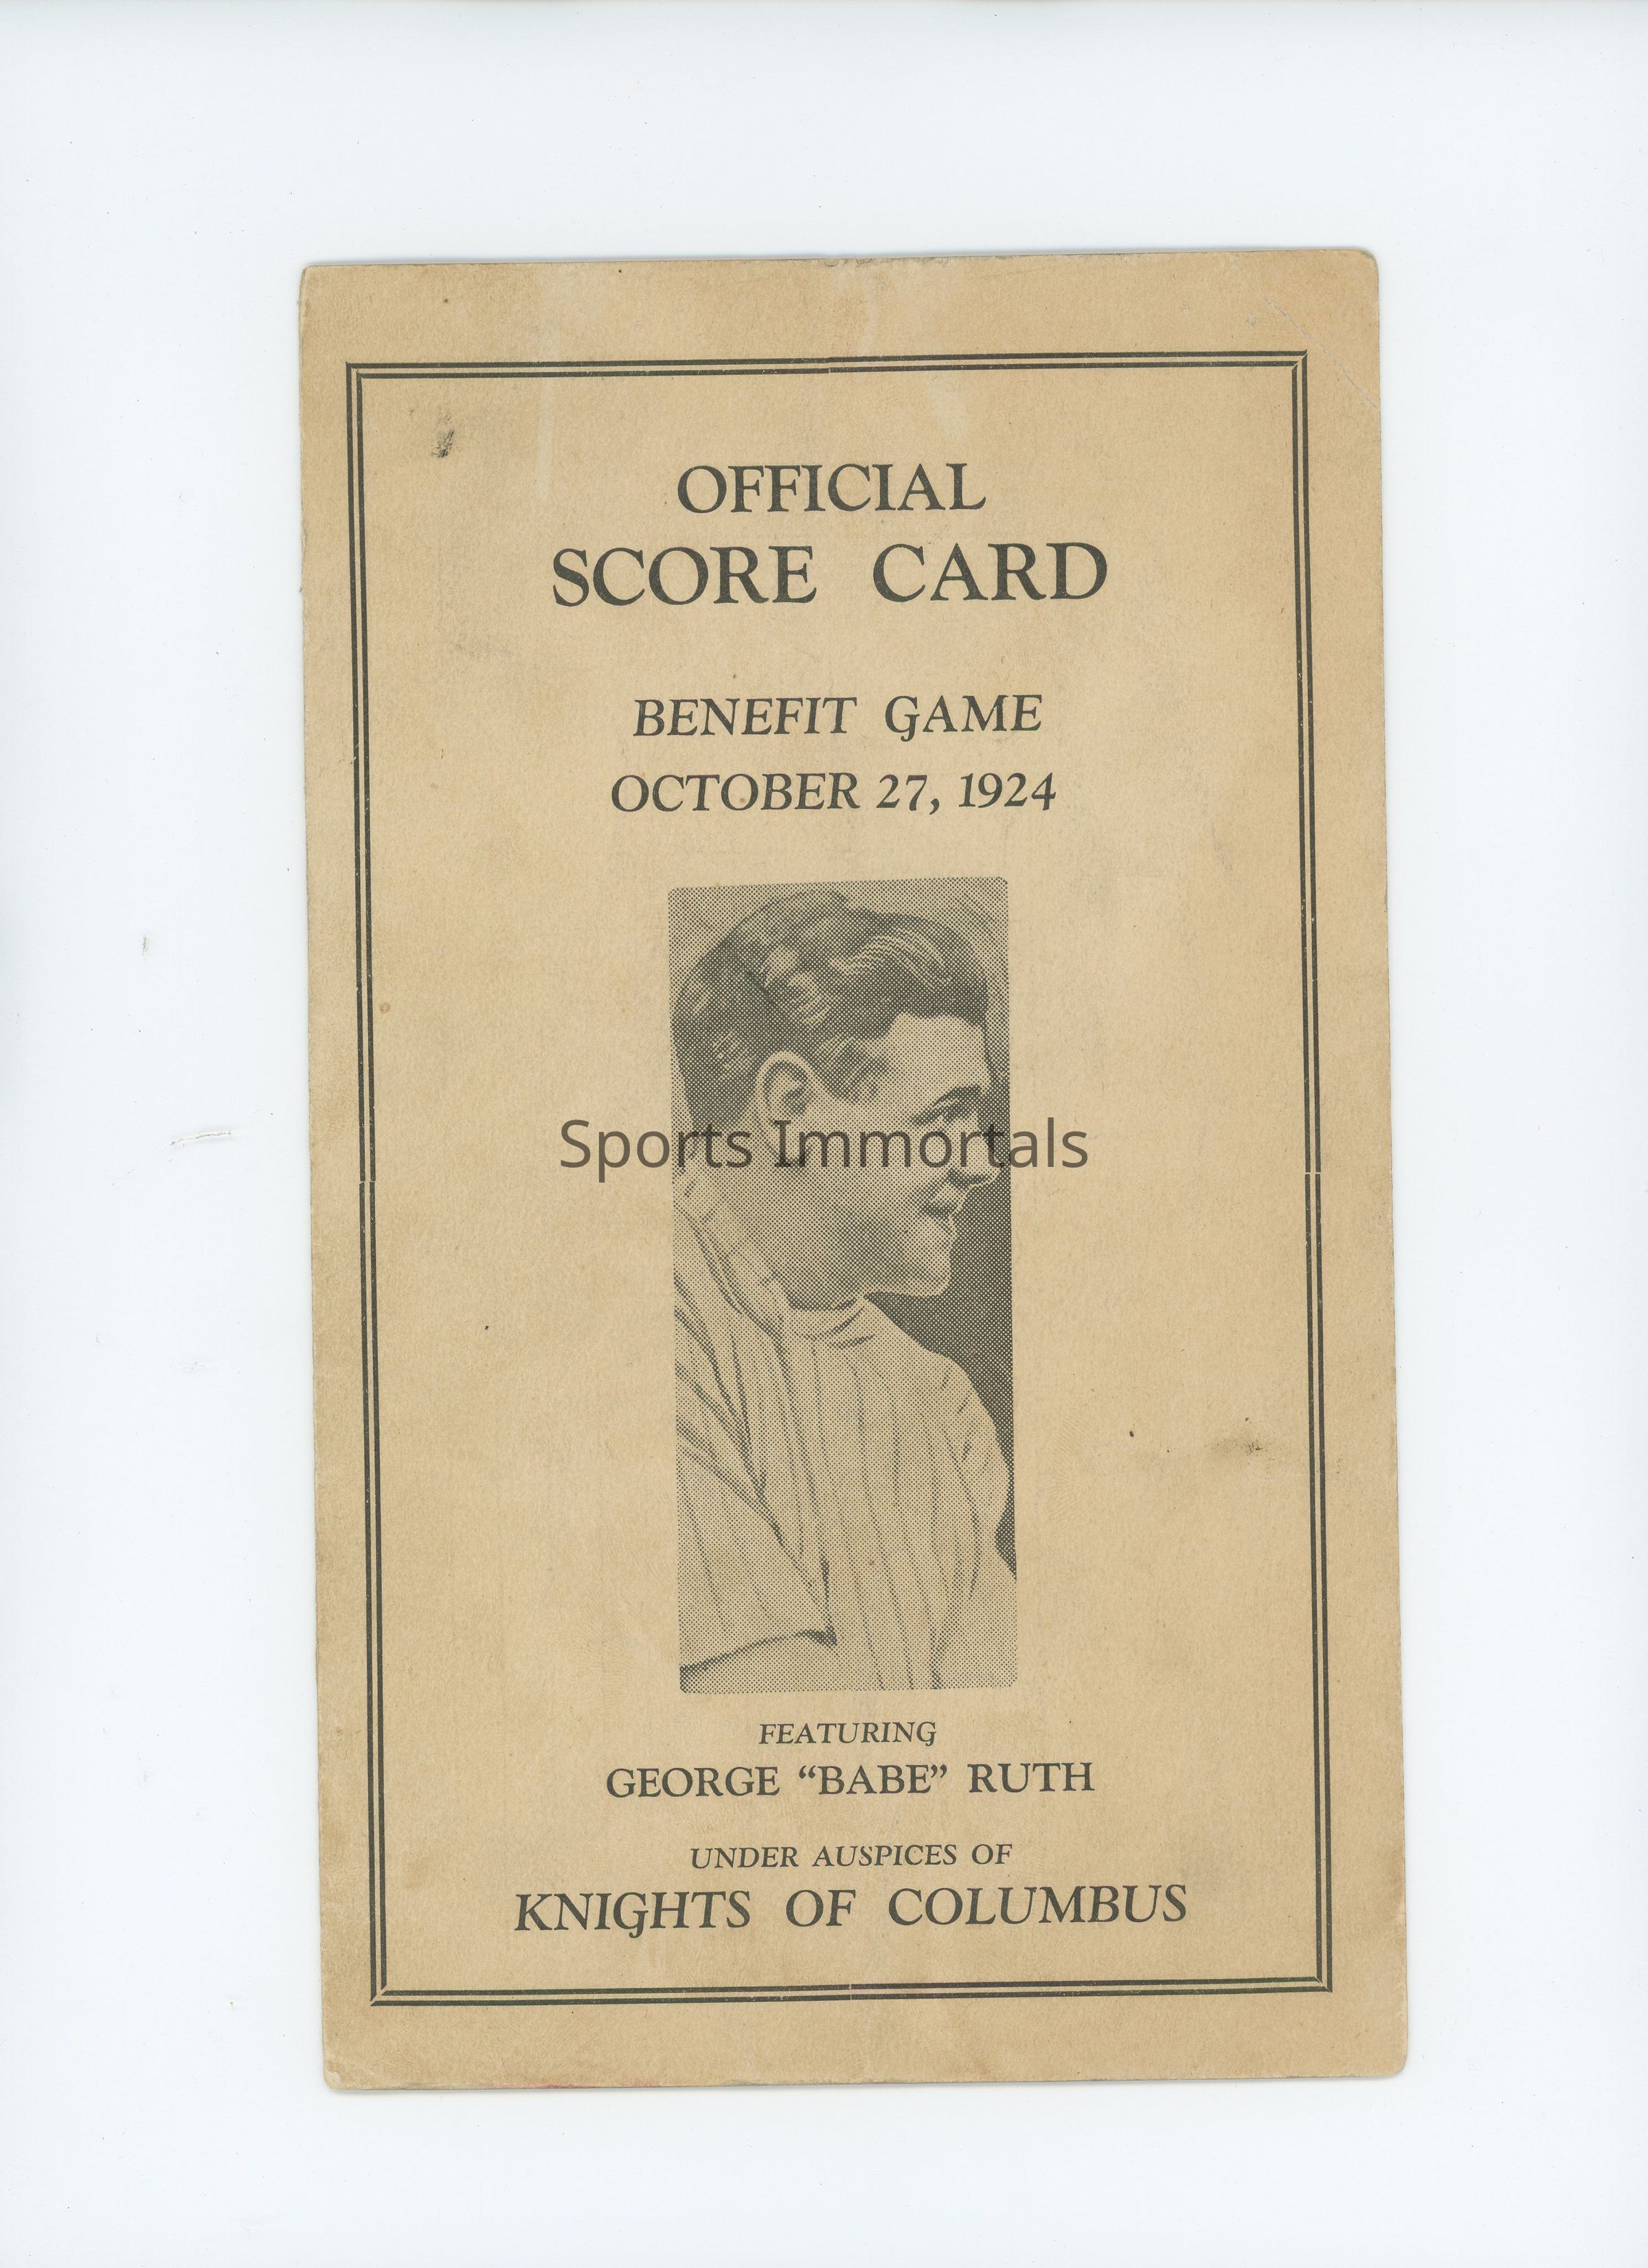 OFFICIAL
SCORE CARD
BENEFIT GAME
OCTOBER 27, 1924
Sports Immortals
FEATURING
GEORGE “BABE” RUTH
UNDER AUSPICES OF
KNIGHTS OF COLUMBUS